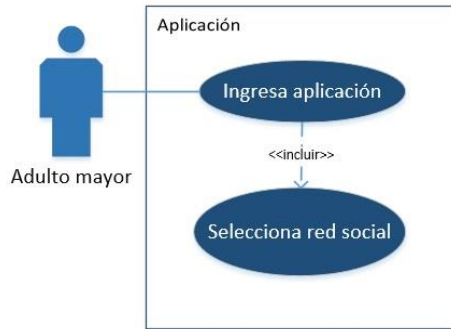 Aplicación
Ingresa aplicación
<<incluir>>
Adulto mayor
Selecciona red social